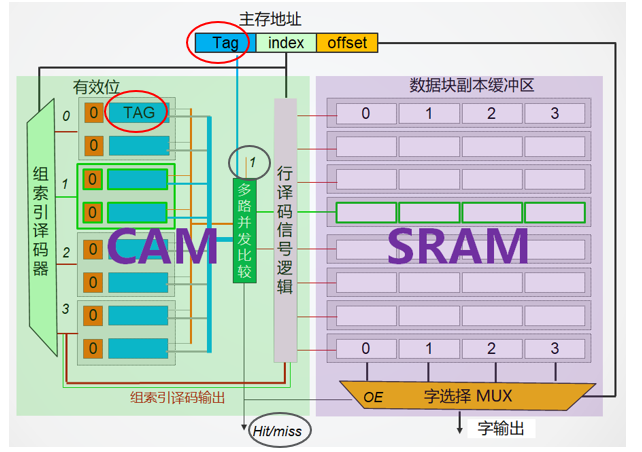 主存地址
Tag index offset
有效位
数据块副本缓冲区
0
0 TAG
0
1
0
0
2
0
0
3
0
0
组索引译码器
1
多路并发比较
行译码信号逻辑
0 1 2 3
CAM
SRAM
0 1 2 3
组索引译码输出
OE 字选择 MUX
Hit/miss
字输出